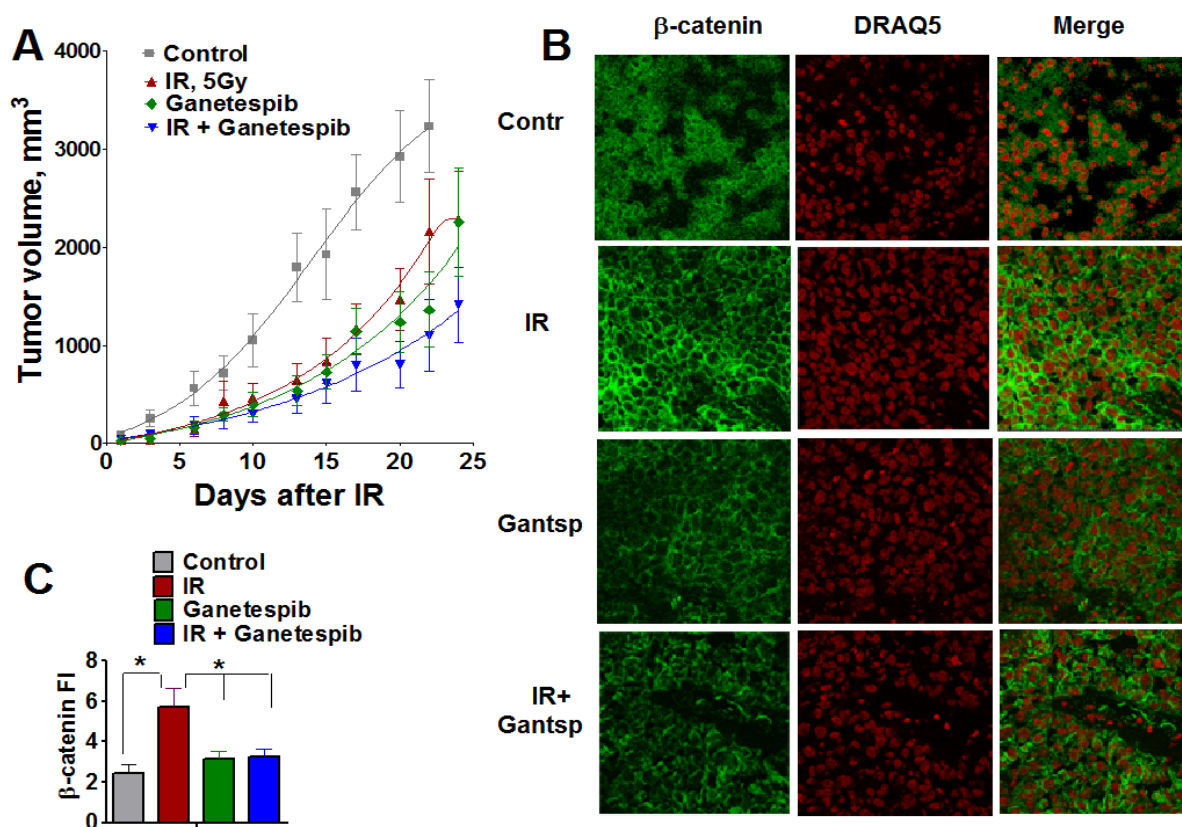 A
4000
3000
2000
1000
0
Tumor volume, mm³
Control
IR, 5Gy
Ganetespib
IR + Ganetespib
0 5 10 15 20 25
Days after IR
B
β-catenin DRAQ5 Merge
Contr
IR
Gantsp
IR+
Gantsp
C
Control
IR
Ganetespib
IR + Ganetespib
8
6
4
2
0
β-catenin FI
* *